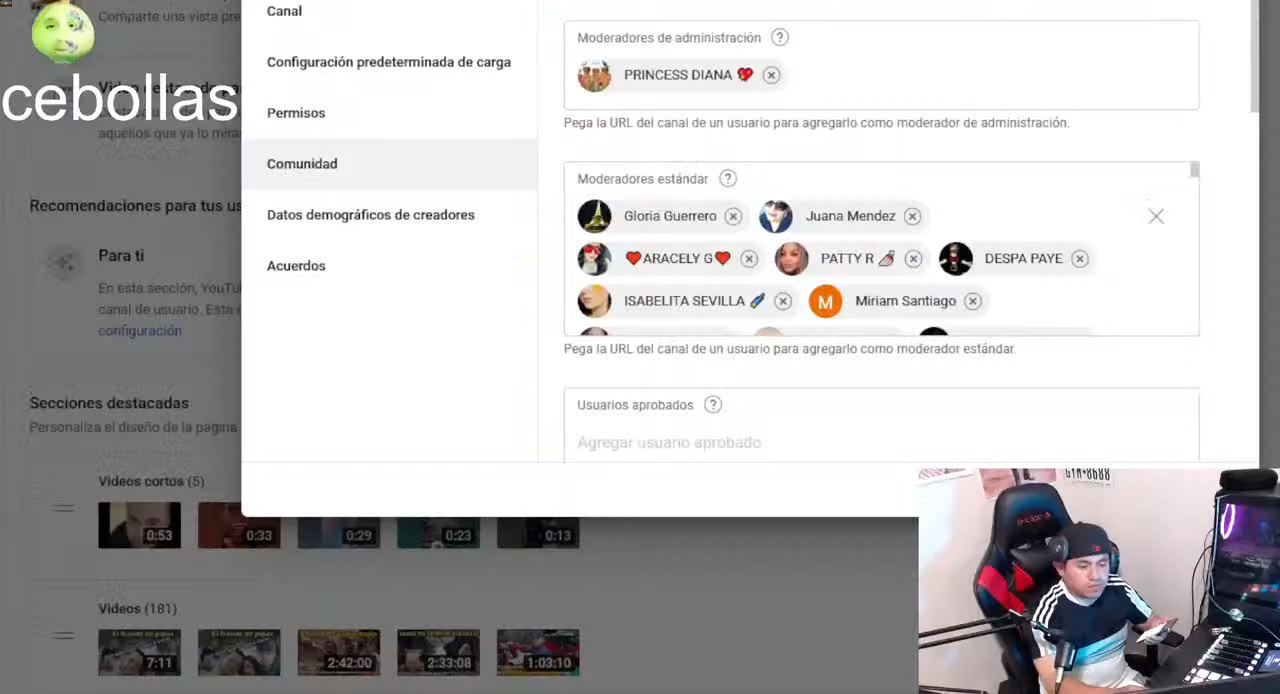 Comparte una vista pre
cebollas
aquellos que ya lo mira
Recomendaciones para tus us
Para ti
En esta sección, YouTu
canal de usuario. Esta
configuración
Secciones destacadas
Personaliza el diseño de la página
Videos cortos (5)
0:53
0:33
0:29
0:23
0:13
Videos (181)
7:11
2:42:00
2:33:08
1:03:10
Canal
Configuración predeterminada de carga
Permisos
Comunidad
Datos demográficos de creadores
Acuerdos
Moderadores de administración ?
PRINCESS DIANA 💘
Pega la URL del canal de un usuario para agregarlo como moderador de administración.
Moderadores estándar ?
Gloria Guerrero
Juana Mendez
❤️ARACELY G❤️
PATTY R 💅
DESPA PAYE
ISABELITA SEVILLA 🍾
M Miriam Santiago
Pega la URL del canal de un usuario para agregarlo como moderador estándar.
Usuarios aprobados ?
Agregar usuario aprobado